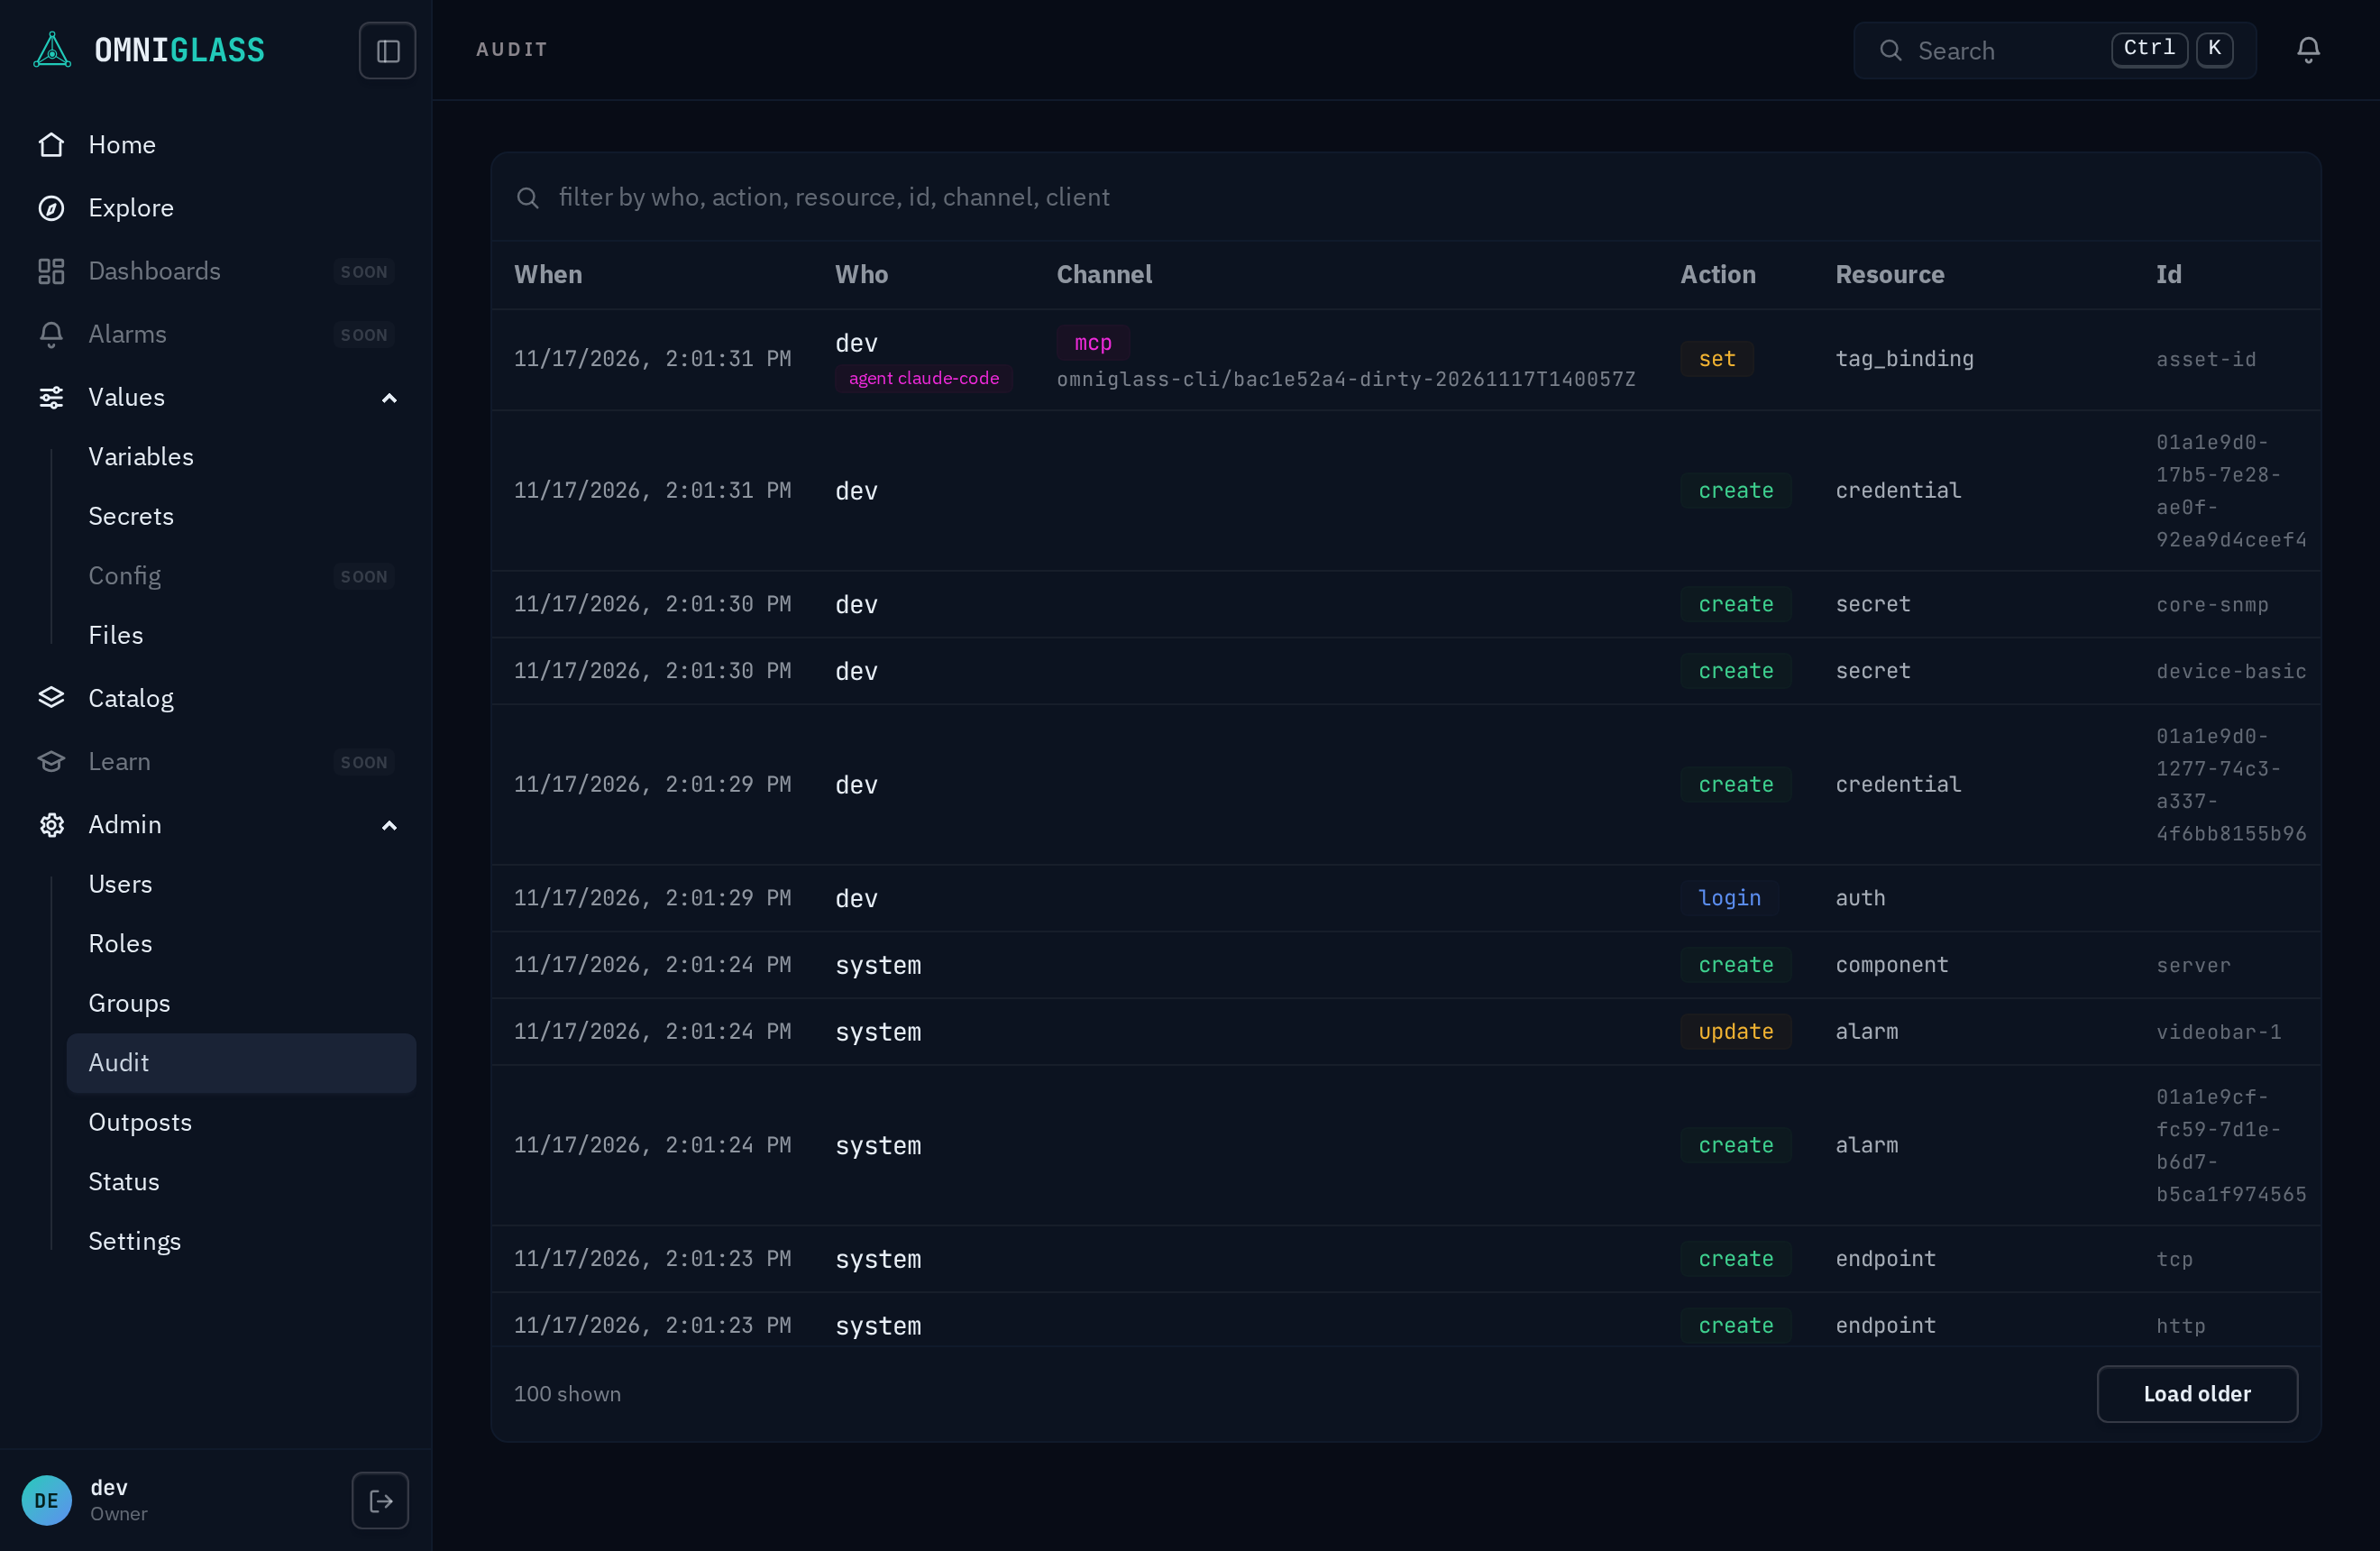 OMNIGLASS
AUDIT
Search Ctrl K
Home
Explore
Dashboards SOON
Alarms SOON
Values
Variables
Secrets
Config SOON
Files
Catalog
Learn SOON
Admin
Users
Roles
Groups
Audit
Outposts
Status
Settings
DE dev
Owner
filter by who, action, resource, id, channel, client
When Who Channel Action Resource Id
11/17/2026, 2:01:31 PM dev agent claude-code mcp omniglass-cli/bac1e52a4-dirty-20261117T140057Z set tag_binding asset-id
11/17/2026, 2:01:31 PM dev create credential 01a1e9d0-
17b5-7e28-
ae0f-
92ea9d4ceef4
11/17/2026, 2:01:30 PM dev create secret core-snmp
11/17/2026, 2:01:30 PM dev create secret device-basic
11/17/2026, 2:01:29 PM dev create credential 01a1e9d0-
1277-74c3-
a337-
4f6bb8155b96
11/17/2026, 2:01:29 PM dev login auth
11/17/2026, 2:01:24 PM system create component server
11/17/2026, 2:01:24 PM system update alarm videobar-1
11/17/2026, 2:01:24 PM system create alarm 01a1e9cf-
fc59-7d1e-
b6d7-
b5ca1f974565
11/17/2026, 2:01:23 PM system create endpoint tcp
11/17/2026, 2:01:23 PM system create endpoint http
100 shown Load older